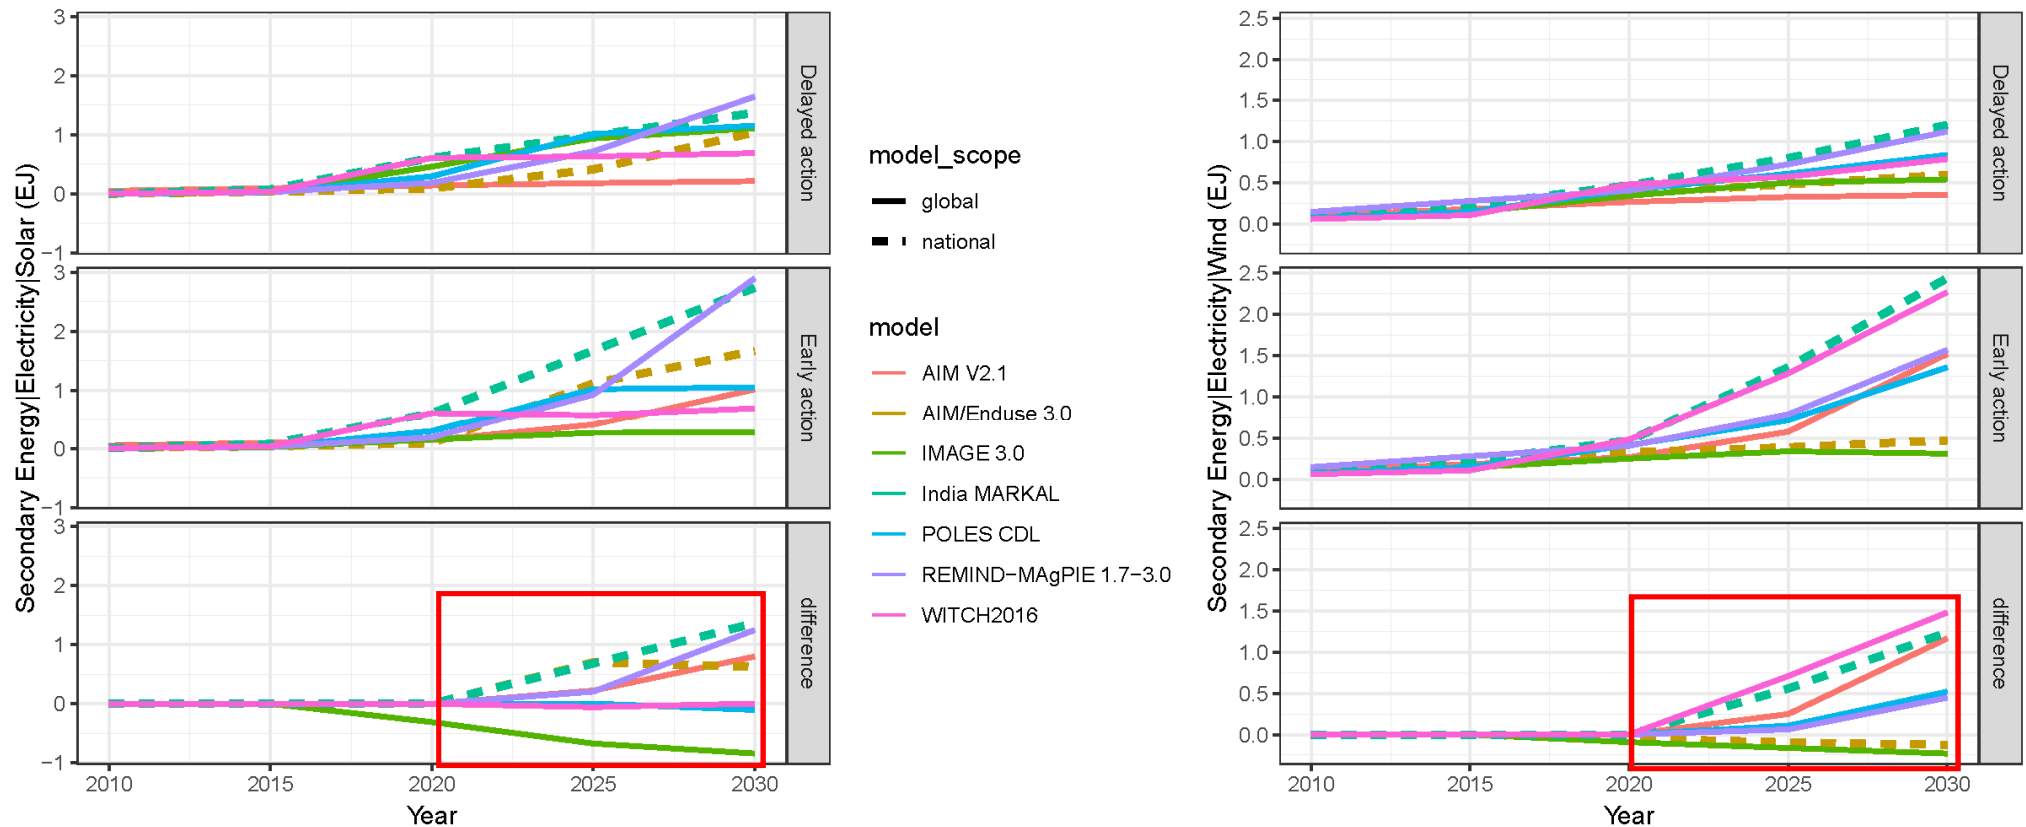 Secondary Energy|Electricity|Solar (EJ)
3
2
1
0
−1
Delayed action
3
2
1
0
−1
Early action
3
2
1
0
−1
difference
2010
2015
2020
2025
2030
Year
model_scope
global
national
model
AIM V2.1
AIM/Enduse 3.0
IMAGE 3.0
India MARKAL
POLES CDL
REMIND−MAgPIE 1.7−3.0
WITCH2016
Secondary Energy|Electricity|Wind (EJ)
2.5
2.0
1.5
1.0
0.5
0.0
Delayed action
2.5
2.0
1.5
1.0
0.5
0.0
Early action
2.5
2.0
1.5
1.0
0.5
0.0
difference
2010
2015
2020
2025
2030
Year